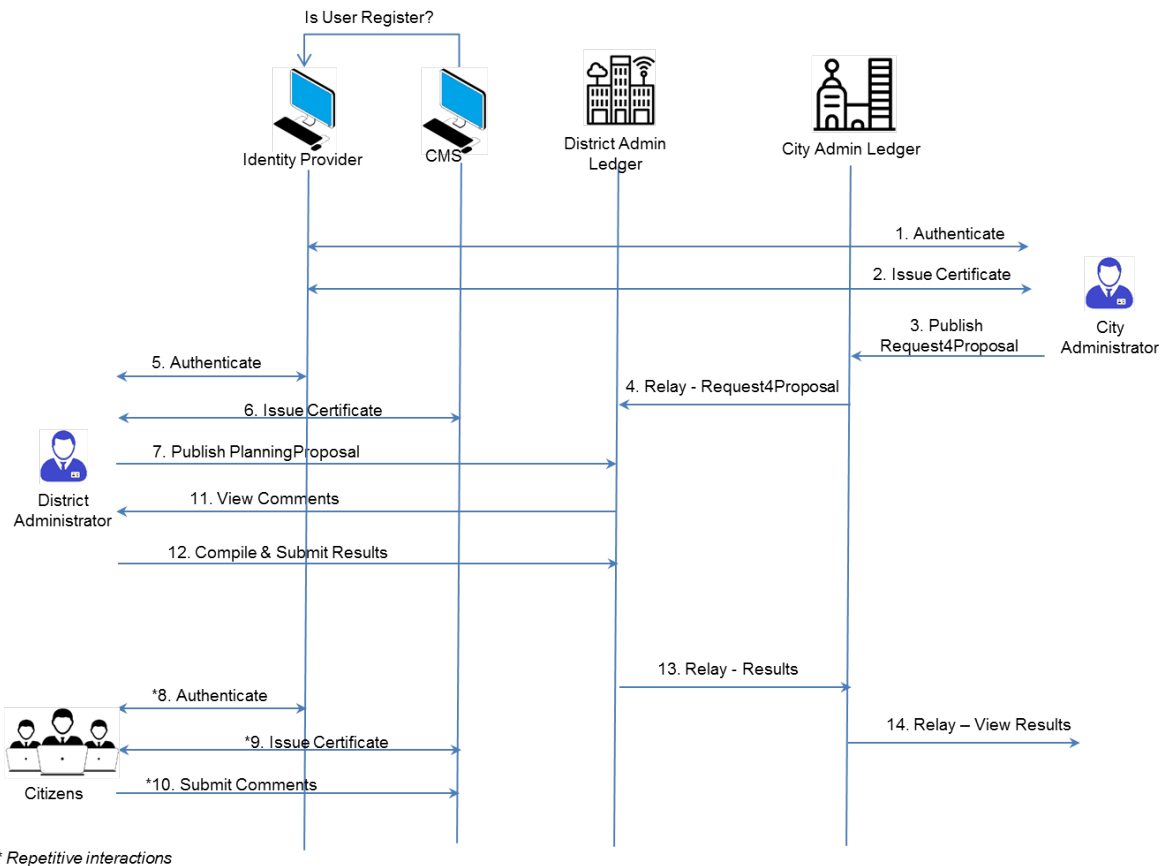 Is User Register?
Identity Provider
CMS
District Admin
Ledger
City Admin Ledger
1. Authenticate
2. Issue Certificate
City
Administrator
3. Publish
Request4Proposal
5. Authenticate
4. Relay - Request4Proposal
6. Issue Certificate
7. Publish PlanningProposal
District
Administrator
11. View Comments
12. Compile & Submit Results
13. Relay - Results
*8. Authenticate
14. Relay – View Results
*9. Issue Certificate
*10. Submit Comments
Citizens
* Repetitive interactions